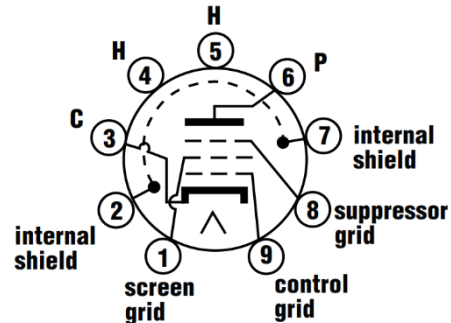 H
H
5
4
6
P
C
3
7
internal
shield
2
8
suppressor
grid
internal
shield
1
9
screen
grid
control
grid